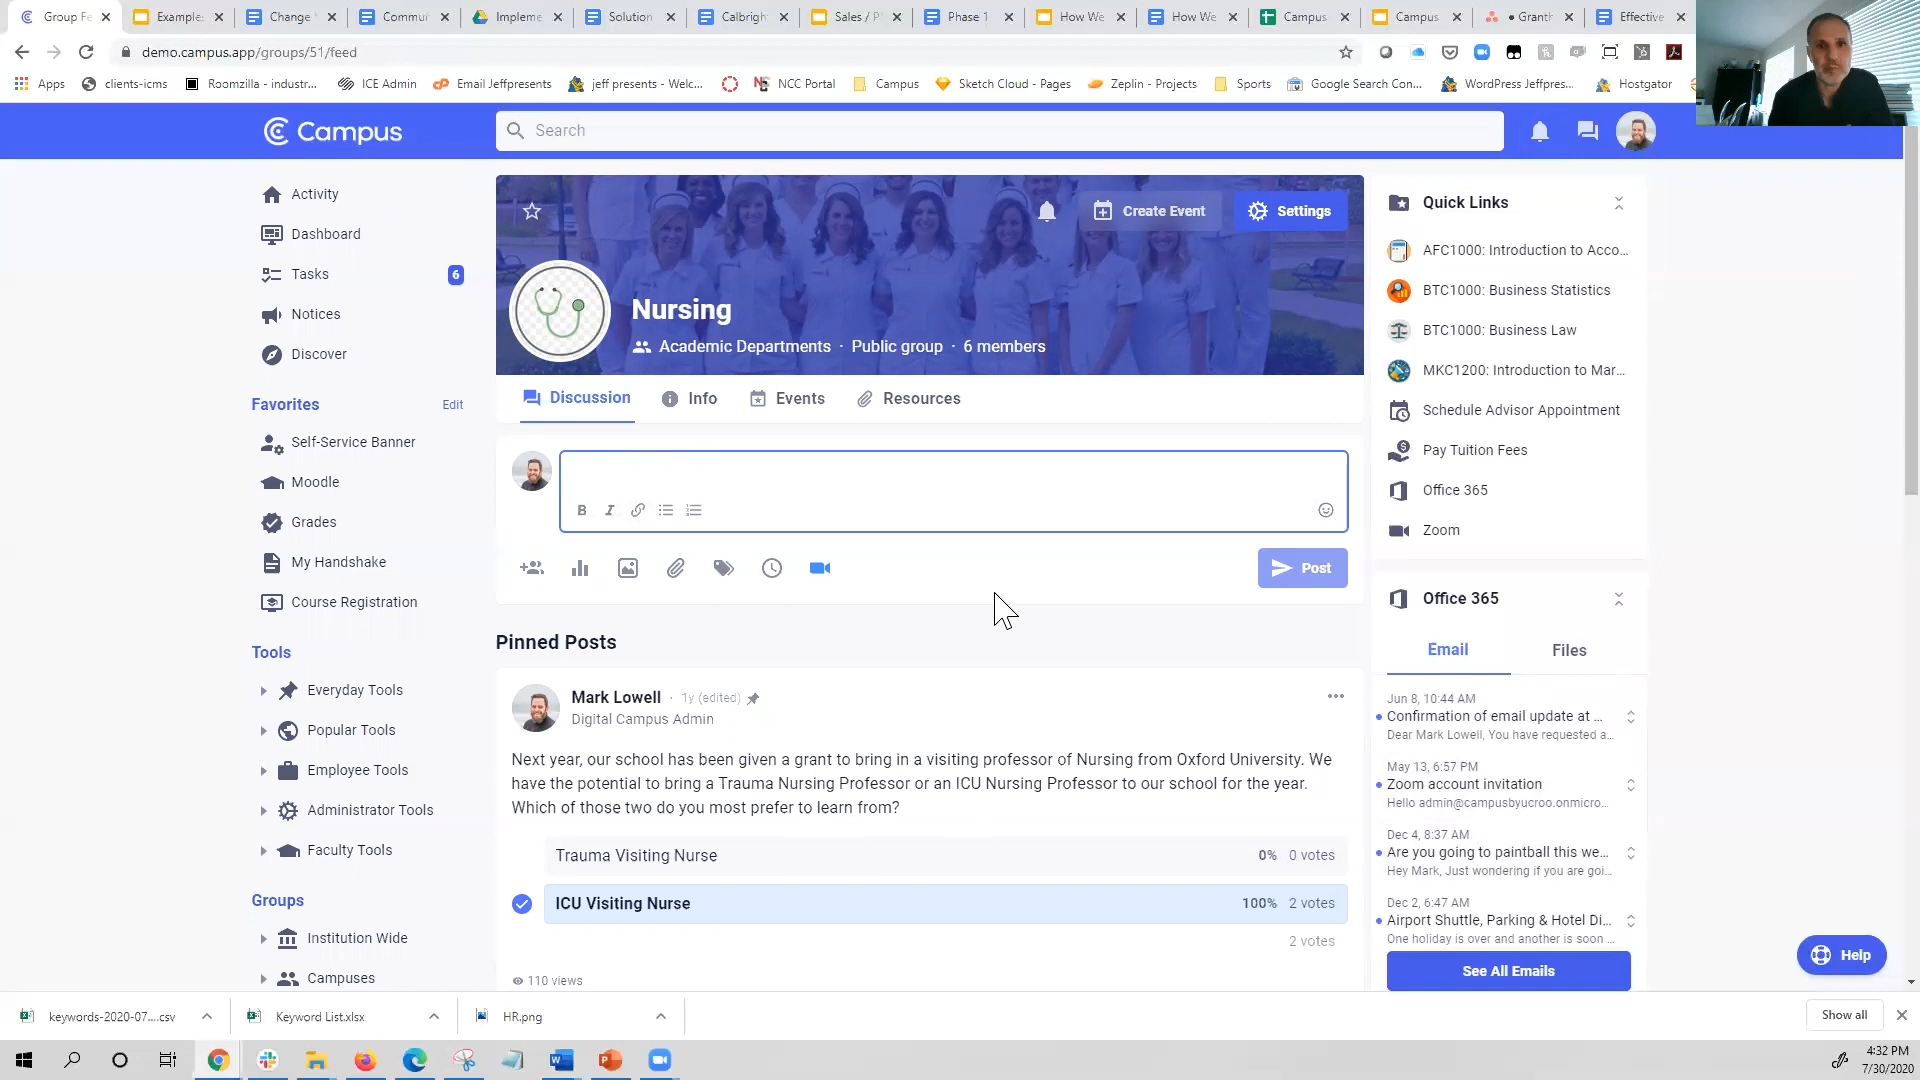 Group Fe
Example:
Change
Commur
Impleme
Solution
Calbrigh
Sales / P
Phase 1
How We
How We
Campus
Campus
• Granth
Effective
demo.campus.app/groups/51/feed
Apps
clients-icms
Roomzilla - industr...
ICE Admin
Email Jeffpresents
jeff presents - Welc...
NCC Portal
Campus
Sketch Cloud - Pages
Zeplin - Projects
Sports
Google Search Con...
WordPress Jeffpres...
Hostgator
Campus
Search
Activity
Dashboard
Tasks
6
Notices
Discover
Favorites
Edit
Self-Service Banner
Moodle
Grades
My Handshake
Course Registration
Tools
Everyday Tools
Popular Tools
Employee Tools
Administrator Tools
Faculty Tools
Groups
Institution Wide
Campuses
Create Event
Settings
Nursing
Academic Departments · Public group · 6 members
Discussion
Info
Events
Resources
B I
Post
Pinned Posts
Mark Lowell · 1y (edited)
Digital Campus Admin
Next year, our school has been given a grant to bring in a visiting professor of Nursing from Oxford University. We
have the potential to bring a Trauma Nursing Professor or an ICU Nursing Professor to our school for the year.
Which of those two do you most prefer to learn from?
Trauma Visiting Nurse 0% 0 votes
ICU Visiting Nurse 100% 2 votes
2 votes
110 views
Quick Links
AFC1000: Introduction to Acco...
BTC1000: Business Statistics
BTC1000: Business Law
MKC1200: Introduction to Mar...
Schedule Advisor Appointment
Pay Tuition Fees
Office 365
Zoom
Office 365
Email
Files
Jun 8, 10:44 AM
Confirmation of email update at ...
Dear Mark Lowell, You have requested a...
May 13, 6:57 PM
Zoom account invitation
Hello admin@campusbyucroo.onmicro...
Dec 4, 8:37 AM
Are you going to paintball this we...
Hey Mark, Just wondering if you are goi...
Dec 2, 6:47 AM
Airport Shuttle, Parking & Hotel Di...
One holiday is over and another is soon ...
See All Emails
Help
keywords-2020-07....csv
Keyword List.xlsx
HR.png
Show all
4:32 PM
7/30/2020